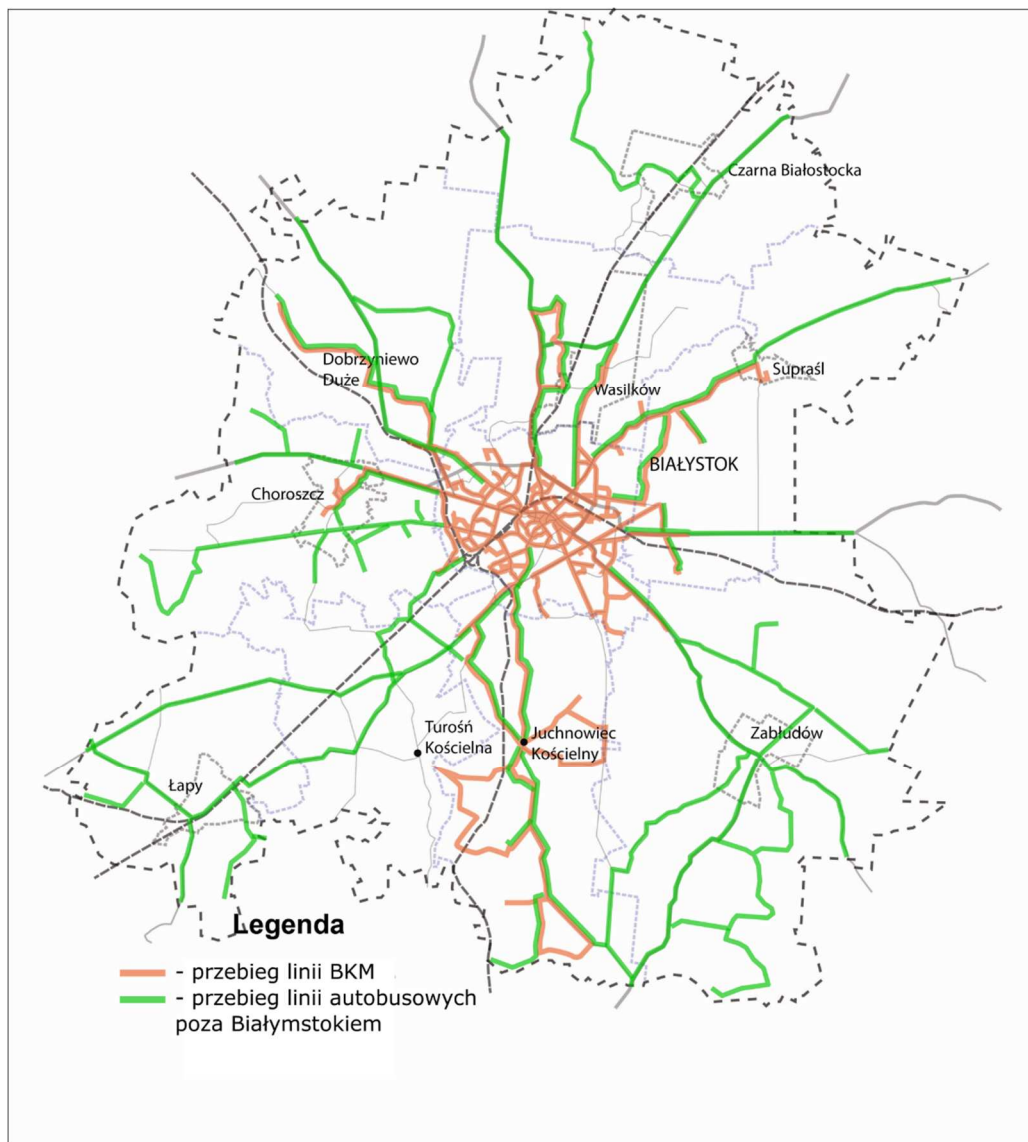 Czarna Białostocka
Supraśl
Dobrzyniewo
Duże
Wasilków
BIAŁYSTOK
Choroszcz
Turośń
Kościelna
Juchnowiec
Kościelny
Zabłudów
Łapy
Legenda
- przebieg linii BKM
- przebieg linii autobusowych
poza Białymstokiem